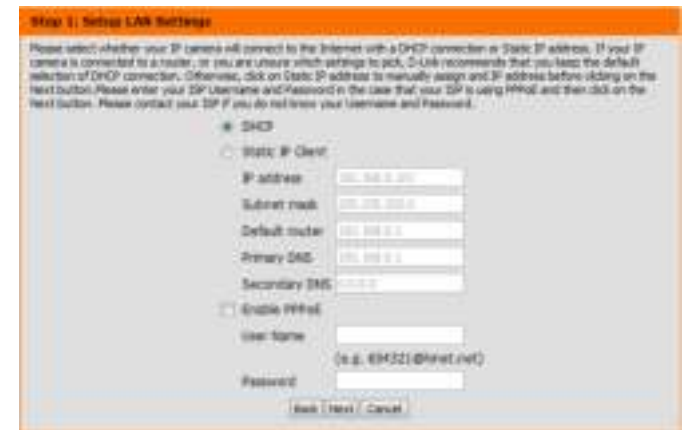 Step 1: Setup LAN Settings
Please select whether your IP camera will connect to the Internet with a DHCP connection or Static IP address. If your IP
camera is connected to a router, or you are unsure which settings to pick, D-Link recommends that you keep the default
selection of DHCP connection. Otherwise, click on Static IP address to manually assign and IP address before clicking on the
Next button. Please enter your ISP Username and Password in the case that your ISP is using PPPoE and then click on the
Next button. Please contact your ISP if you do not know your Username and Password.
DHCP
Static IP Client
IP address
Subnet mask
Default router
Primary DNS
Secondary DNS
Enable PPPoE
User Name
Password
Back Next Cancel